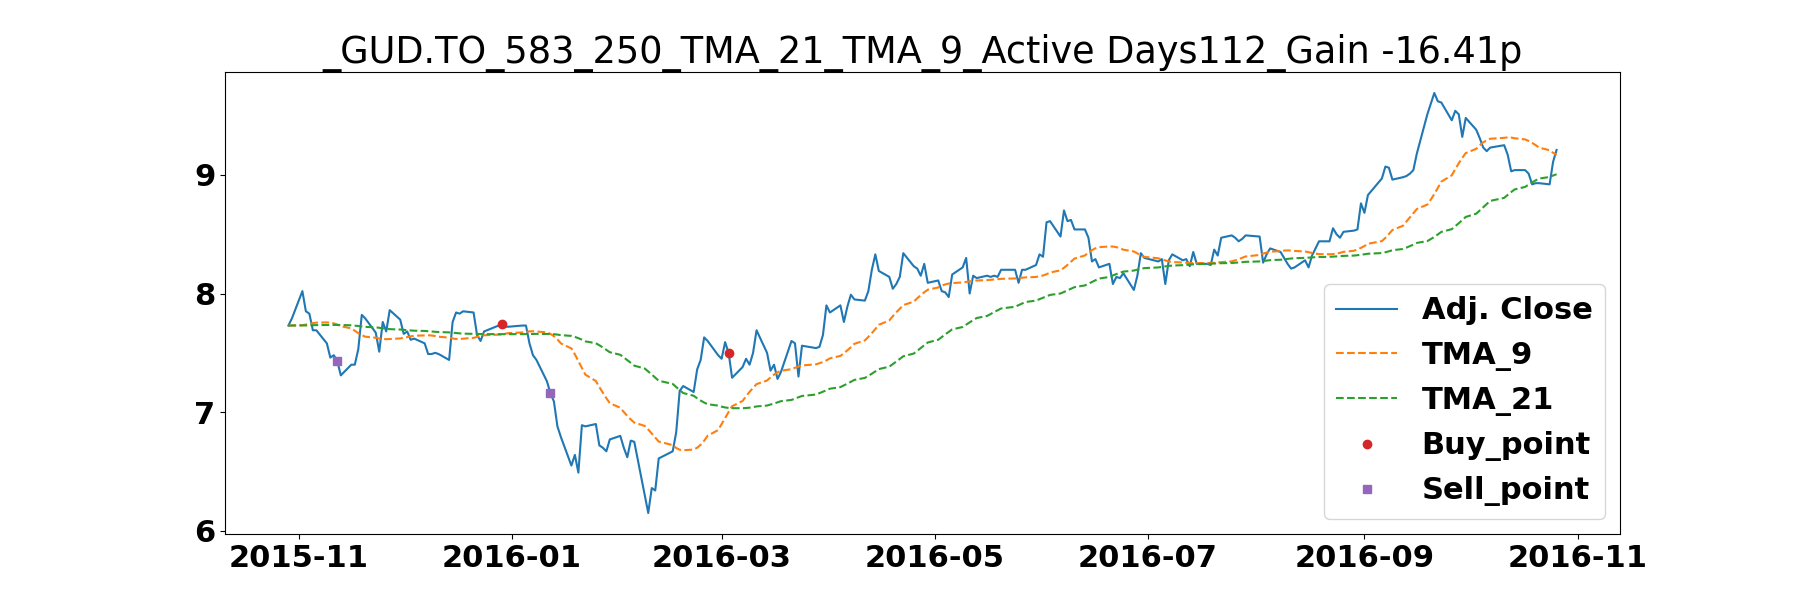 _GUD.TO_583_250_TMA_21_TMA_9_Active Days112_Gain -16.41p
9
8
7
6
Adj. Close
TMA_9
TMA_21
Buy_point
Sell_point
2015-11 2016-01 2016-03 2016-05 2016-07 2016-09 2016-11